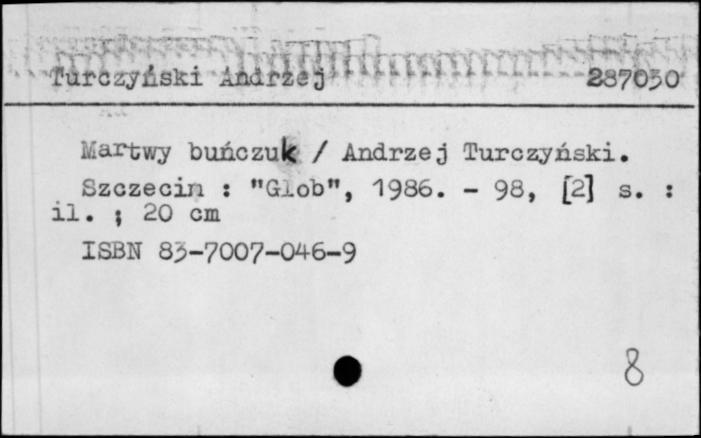 Turczyński Andrzej 287030
Martwy buńczuk / Andrzej Turczyński.
Szczecin : "Glob", 1986. - 98, [2] s. :
il. ; 20 cm
ISBN 83-7007-046-9
8